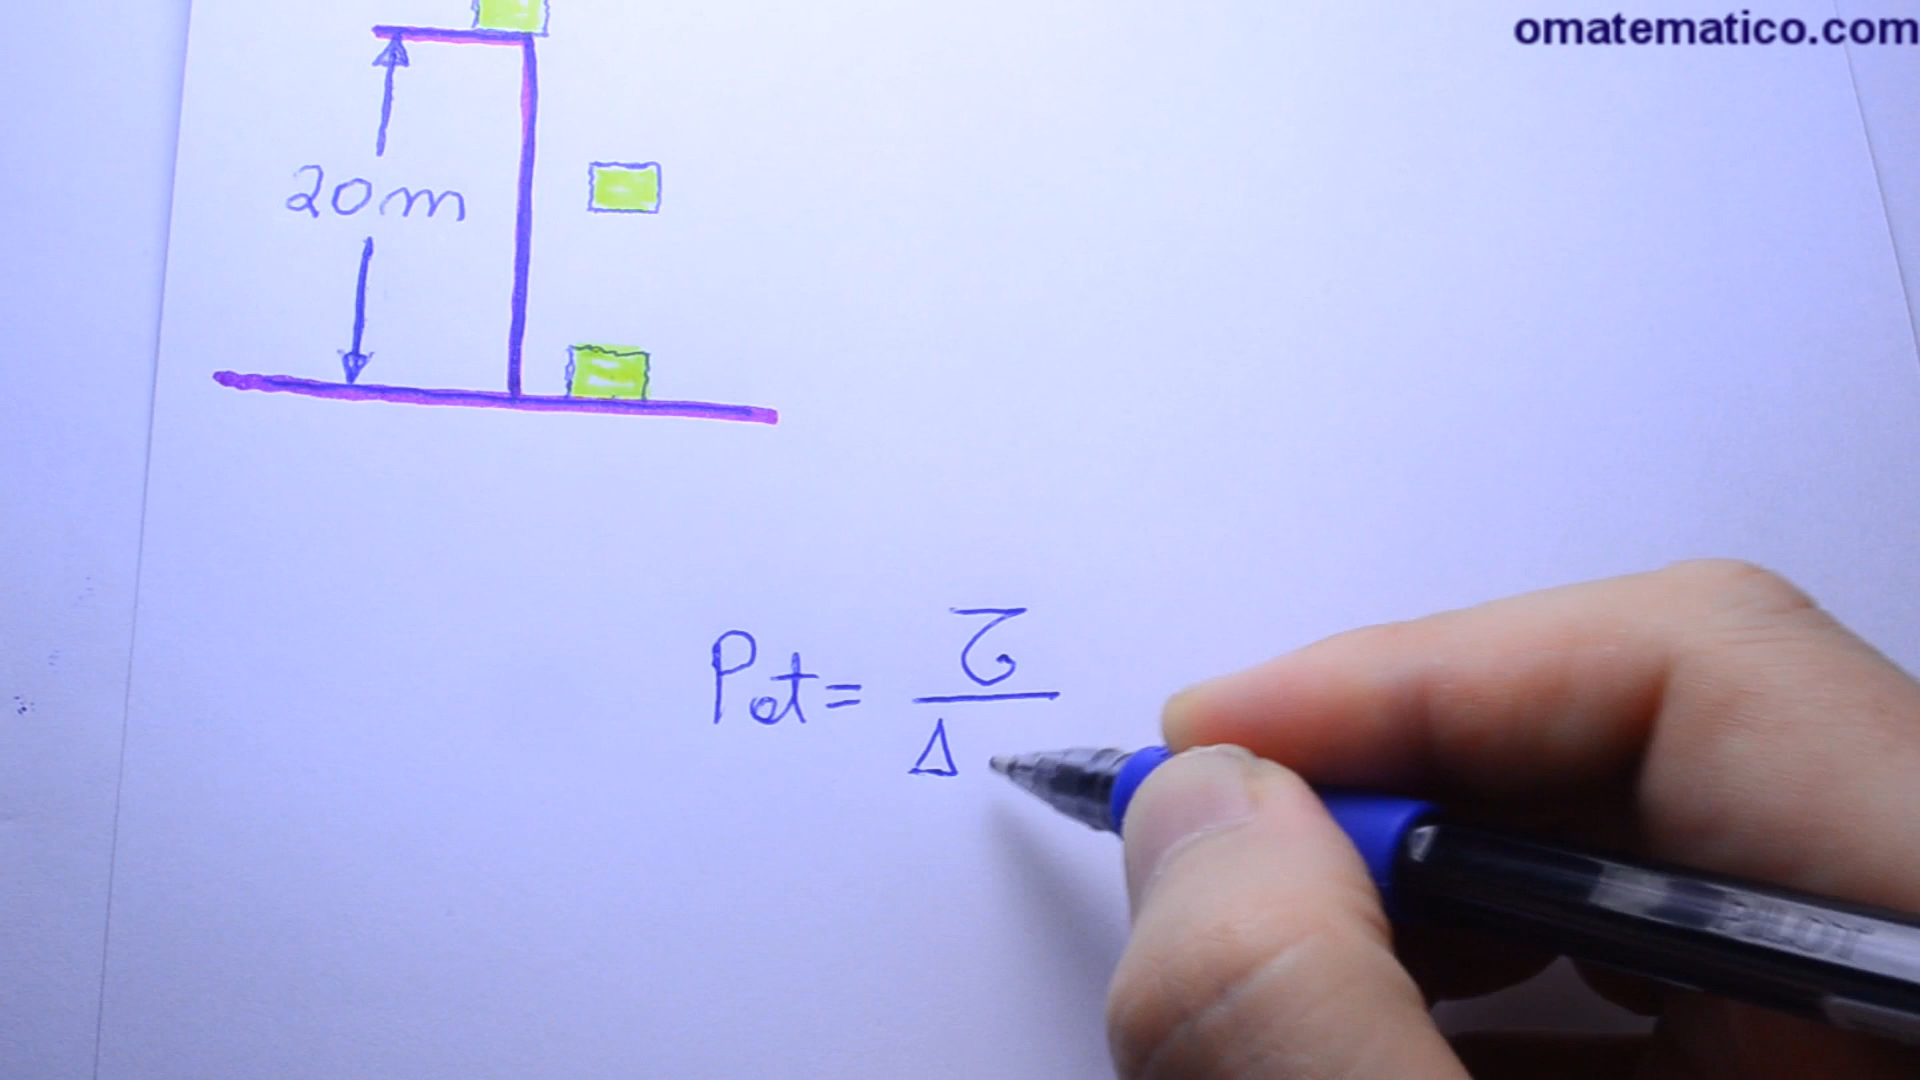 omatematico.com
20m
Pot = τ
Δ